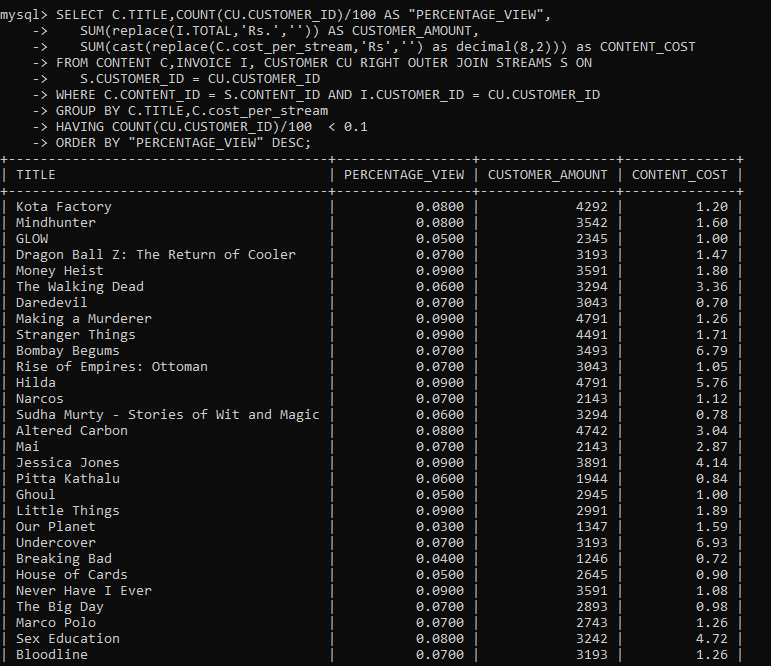 mysql> SELECT C.TITLE,COUNT(CU.CUSTOMER_ID)/100 AS "PERCENTAGE_VIEW",
    ->     SUM(replace(I.TOTAL,'Rs.','')) AS CUSTOMER_AMOUNT,
    ->     SUM(cast(replace(C.cost_per_stream,'Rs','') as decimal(8,2))) as CONTENT_COST
    -> FROM CONTENT C,INVOICE I, CUSTOMER CU RIGHT OUTER JOIN STREAMS S ON
    ->     S.CUSTOMER_ID = CU.CUSTOMER_ID
    -> WHERE C.CONTENT_ID = S.CONTENT_ID AND I.CUSTOMER_ID = CU.CUSTOMER_ID
    -> GROUP BY C.TITLE,C.cost_per_stream
    -> HAVING COUNT(CU.CUSTOMER_ID)/100  < 0.1
    -> ORDER BY "PERCENTAGE_VIEW" DESC;
+---------------------------------------+-----------------+-----------------+--------------+
| TITLE | PERCENTAGE_VIEW | CUSTOMER_AMOUNT | CONTENT_COST |
+---------------------------------------+-----------------+-----------------+--------------+
| Kota Factory | 0.0800 | 4292 | 1.20 |
| Mindhunter | 0.0800 | 3542 | 1.60 |
| GLOW | 0.0500 | 2345 | 1.00 |
| Dragon Ball Z: The Return of Cooler | 0.0700 | 3193 | 1.47 |
| Money Heist | 0.0900 | 3591 | 1.80 |
| The Walking Dead | 0.0600 | 3294 | 3.36 |
| Daredevil | 0.0700 | 3043 | 0.70 |
| Making a Murderer | 0.0900 | 4791 | 1.26 |
| Stranger Things | 0.0900 | 4491 | 1.71 |
| Bombay Begums | 0.0700 | 3493 | 6.79 |
| Rise of Empires: Ottoman | 0.0700 | 3043 | 1.05 |
| Hilda | 0.0900 | 4791 | 5.76 |
| Narcos | 0.0700 | 2143 | 1.12 |
| Sudha Murty - Stories of Wit and Magic | 0.0600 | 3294 | 0.78 |
| Altered Carbon | 0.0800 | 4742 | 3.04 |
| Mai | 0.0700 | 2143 | 2.87 |
| Jessica Jones | 0.0900 | 3891 | 4.14 |
| Pitta Kathalu | 0.0600 | 1944 | 0.84 |
| Ghoul | 0.0500 | 2945 | 1.00 |
| Little Things | 0.0900 | 2991 | 1.89 |
| Our Planet | 0.0300 | 1347 | 1.59 |
| Undercover | 0.0700 | 3193 | 6.93 |
| Breaking Bad | 0.0400 | 1246 | 0.72 |
| House of Cards | 0.0500 | 2645 | 0.90 |
| Never Have I Ever | 0.0900 | 3591 | 1.08 |
| The Big Day | 0.0700 | 2893 | 0.98 |
| Marco Polo | 0.0700 | 2743 | 1.26 |
| Sex Education | 0.0800 | 3242 | 4.72 |
| Bloodline | 0.0700 | 3193 | 1.26 |